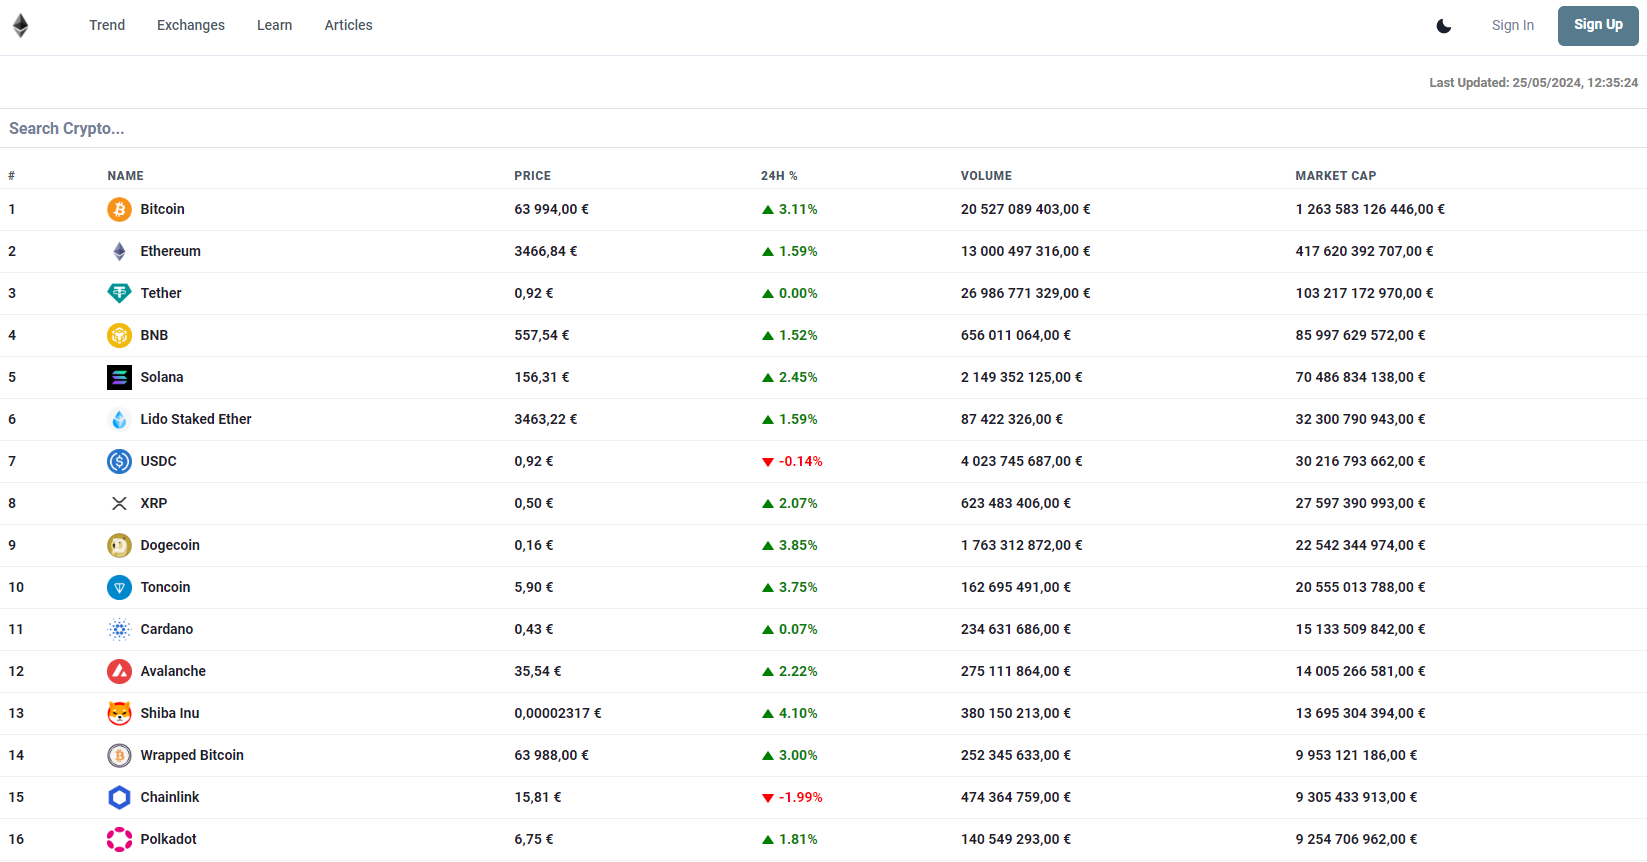 Trend Exchanges Learn Articles Sign In Sign Up
Last Updated: 25/05/2024, 12:35:24
Search Crypto...
# NAME PRICE 24H % VOLUME MARKET CAP
1 Bitcoin 63 994,00 € ▲ 3.11% 20 527 089 403,00 € 1 263 583 126 446,00 €
2 Ethereum 3466,84 € ▲ 1.59% 13 000 497 316,00 € 417 620 392 707,00 €
3 Tether 0,92 € ▲ 0.00% 26 986 771 329,00 € 103 217 172 970,00 €
4 BNB 557,54 € ▲ 1.52% 656 011 064,00 € 85 997 629 572,00 €
5 Solana 156,31 € ▲ 2.45% 2 149 352 125,00 € 70 486 834 138,00 €
6 Lido Staked Ether 3463,22 € ▲ 1.59% 87 422 326,00 € 32 300 790 943,00 €
7 USDC 0,92 € ▼ -0.14% 4 023 745 687,00 € 30 216 793 662,00 €
8 XRP 0,50 € ▲ 2.07% 623 483 406,00 € 27 597 390 993,00 €
9 Dogecoin 0,16 € ▲ 3.85% 1 763 312 872,00 € 22 542 344 974,00 €
10 Toncoin 5,90 € ▲ 3.75% 162 695 491,00 € 20 555 013 788,00 €
11 Cardano 0,43 € ▲ 0.07% 234 631 686,00 € 15 133 509 842,00 €
12 Avalanche 35,54 € ▲ 2.22% 275 111 864,00 € 14 005 266 581,00 €
13 Shiba Inu 0,00002317 € ▲ 4.10% 380 150 213,00 € 13 695 304 394,00 €
14 Wrapped Bitcoin 63 988,00 € ▲ 3.00% 252 345 633,00 € 9 953 121 186,00 €
15 Chainlink 15,81 € ▼ -1.99% 474 364 759,00 € 9 305 433 913,00 €
16 Polkadot 6,75 € ▲ 1.81% 140 549 293,00 € 9 254 706 962,00 €